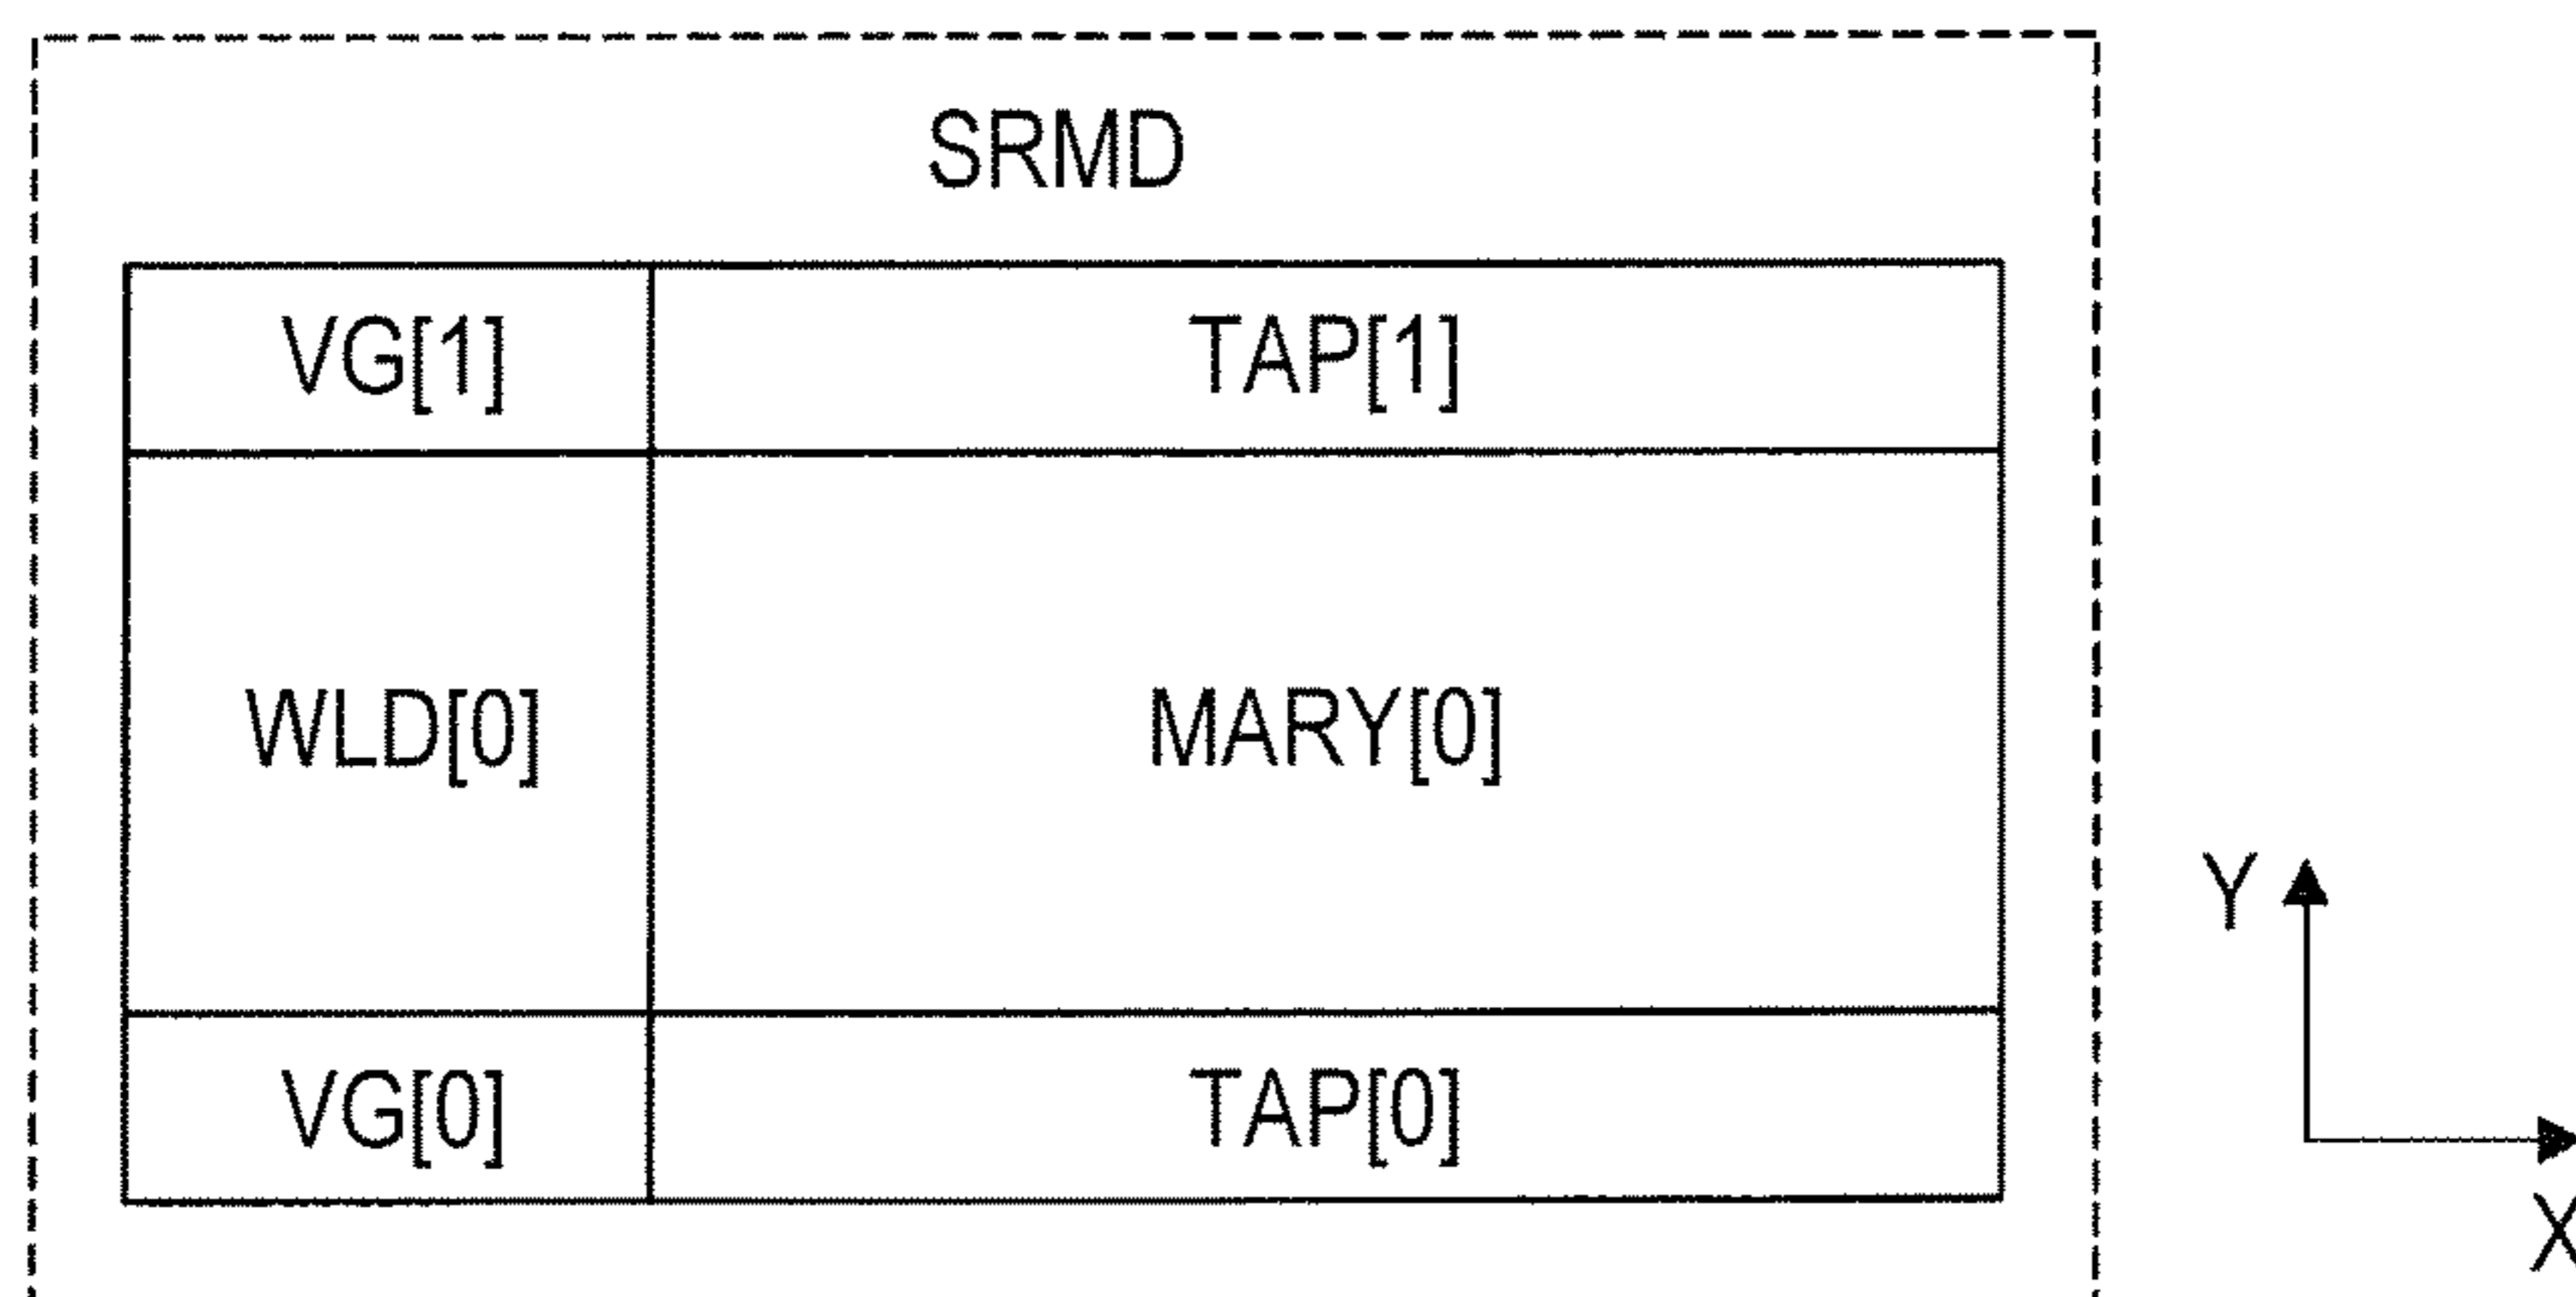 SRMD
VG[1] TAP[1]
WLD[0] MARY[0]
VG[0] TAP[0]
Y
X